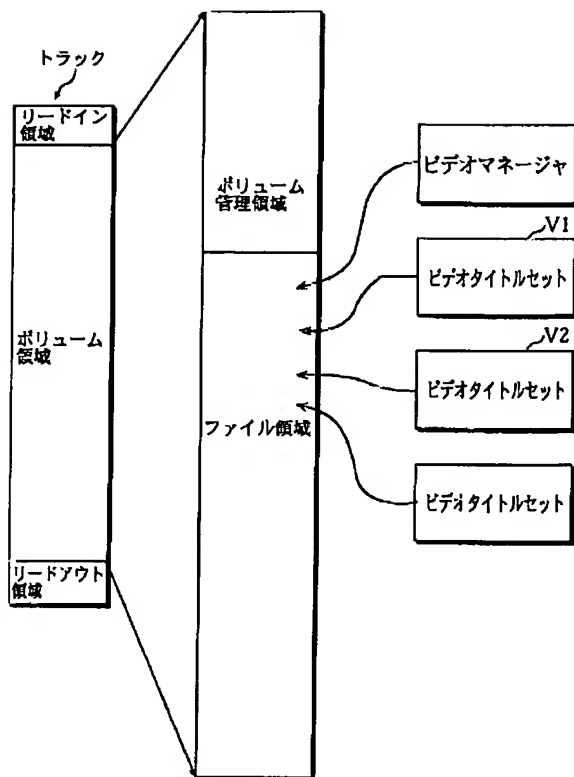 トラック
リードイン
領域
ボリューム
領域
リードアウト
領域
ボリューム
管理領域
ファイル領域
ビデオマネージャ
V1
ビデオタイトルセット
V2
ビデオタイトルセット
ビデオタイトルセット